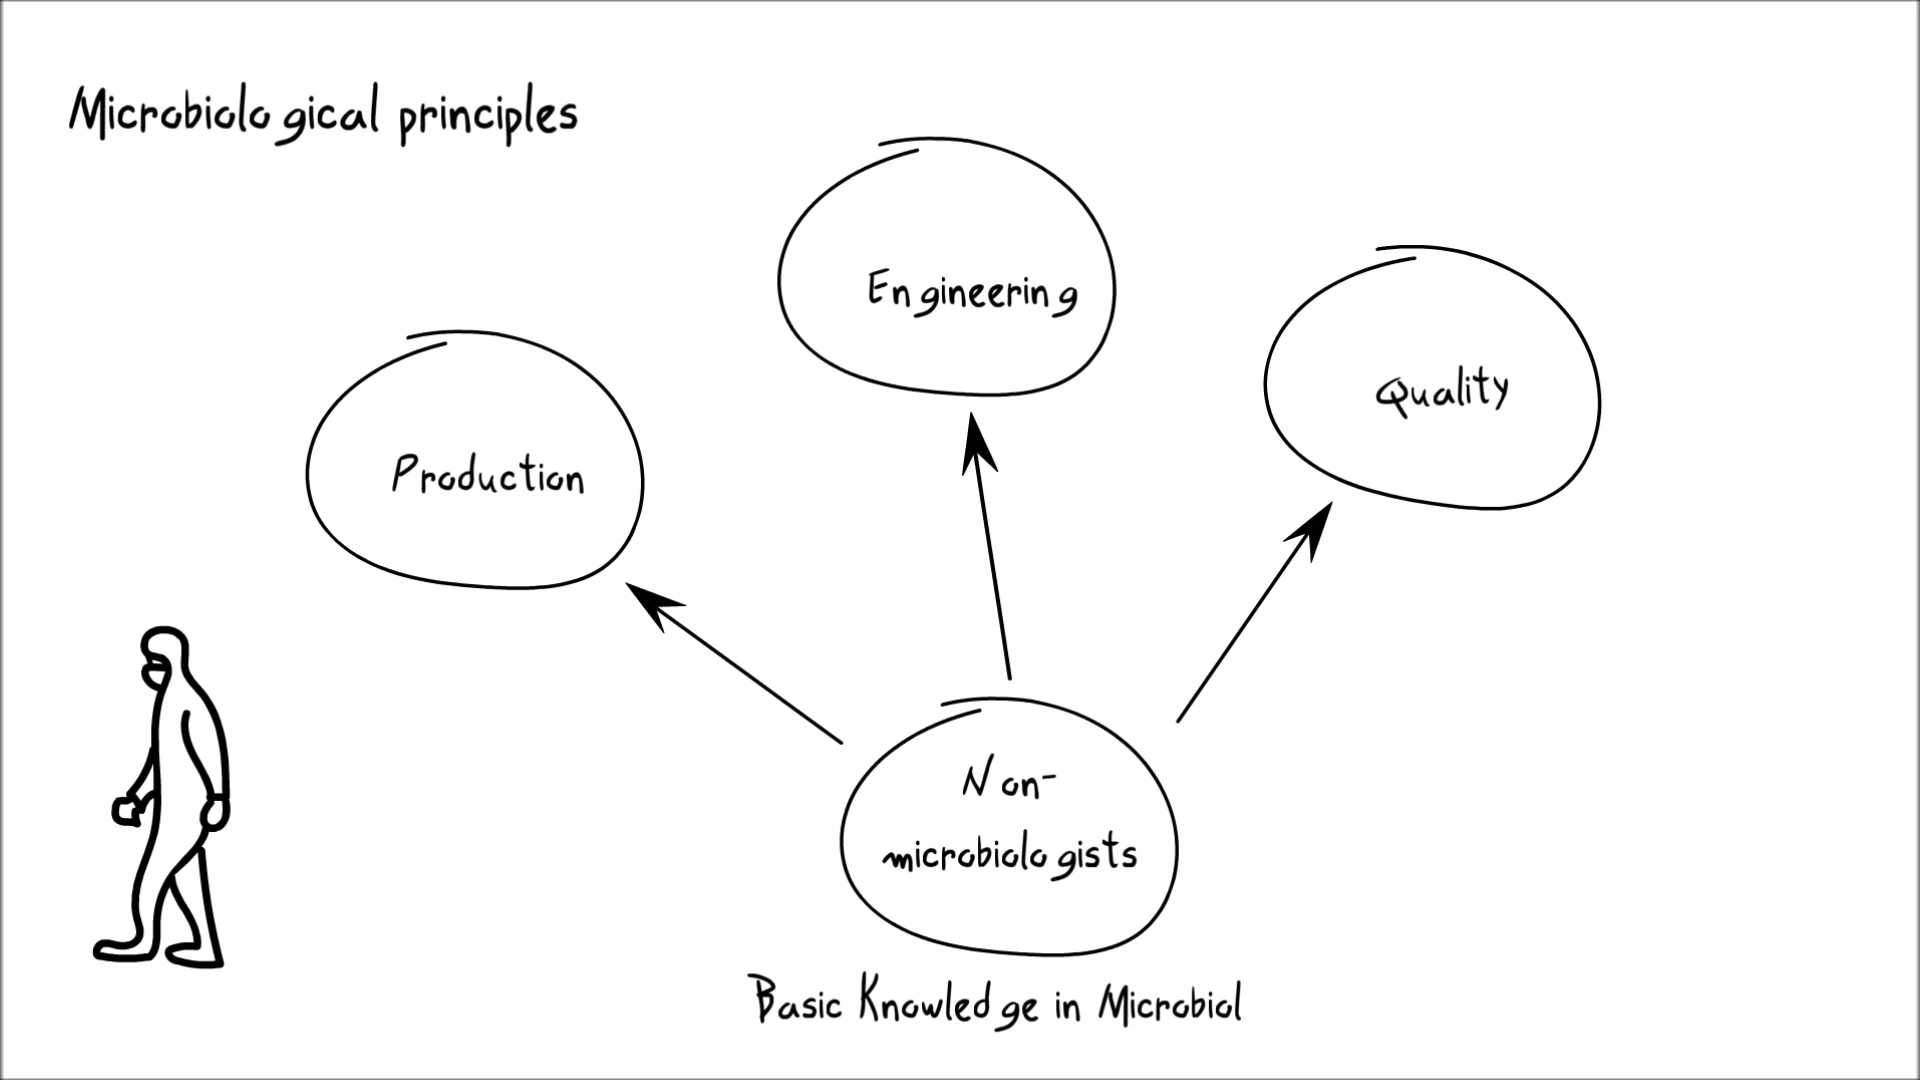 Microbiological principles
Engineering
Quality
Production
Non-
microbiologists
Basic Knowledge in Microbiol